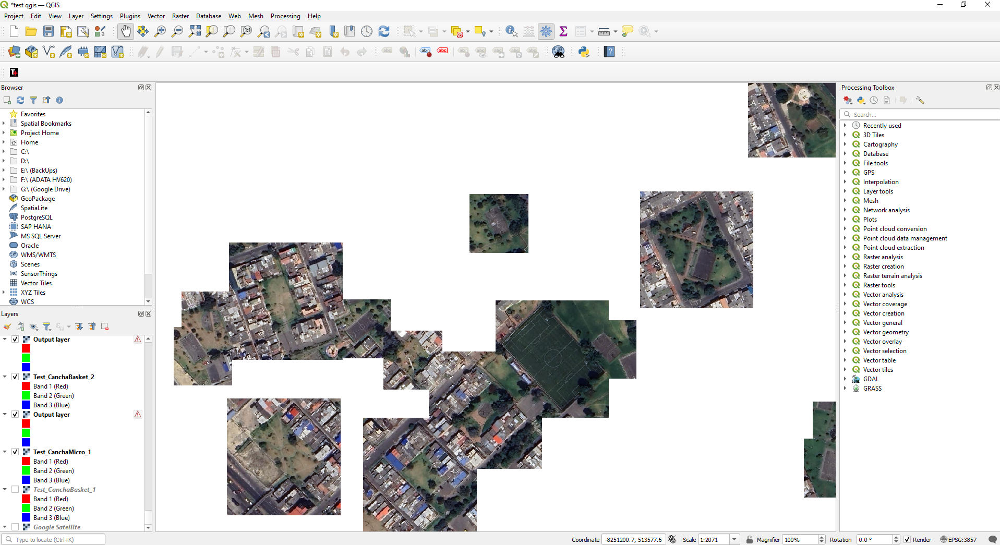 *test qgis — QGIS
Project Edit View Layer Settings Plugins Vector Raster Database Web Mesh Processing Help
Browser
Favorites
Spatial Bookmarks
Project Home
Home
C:\
D:\
E:\ (BackUps)
F:\ (ADATA HV620)
G:\ (Google Drive)
GeoPackage
SpatiaLite
PostgreSQL
SAP HANA
MS SQL Server
Oracle
WMS/WMTS
Scenes
SensorThings
Vector Tiles
XYZ Tiles
WCS
Layers
Output layer
Test_CanchaBasket_2
Band 1 (Red)
Band 2 (Green)
Band 3 (Blue)
Output layer
Test_CanchaMicro_1
Band 1 (Red)
Band 2 (Green)
Band 3 (Blue)
Test_CanchaBasket_1
Band 1 (Red)
Band 2 (Green)
Band 3 (Blue)
Google Satellite
Processing Toolbox
Search...
Recently used
3D Tiles
Cartography
Database
File tools
GPS
Interpolation
Layer tools
Mesh
Network analysis
Plots
Point cloud conversion
Point cloud data management
Point cloud extraction
Raster analysis
Raster creation
Raster terrain analysis
Raster tools
Vector analysis
Vector coverage
Vector creation
Vector general
Vector geometry
Vector overlay
Vector selection
Vector table
Vector tiles
GDAL
GRASS
Type to locate (Ctrl+K)
Coordinate -8251200.7, 513577.6 Scale 1:2071 Magnifier 100% Rotation 0.0 ° Render EPSG:3857